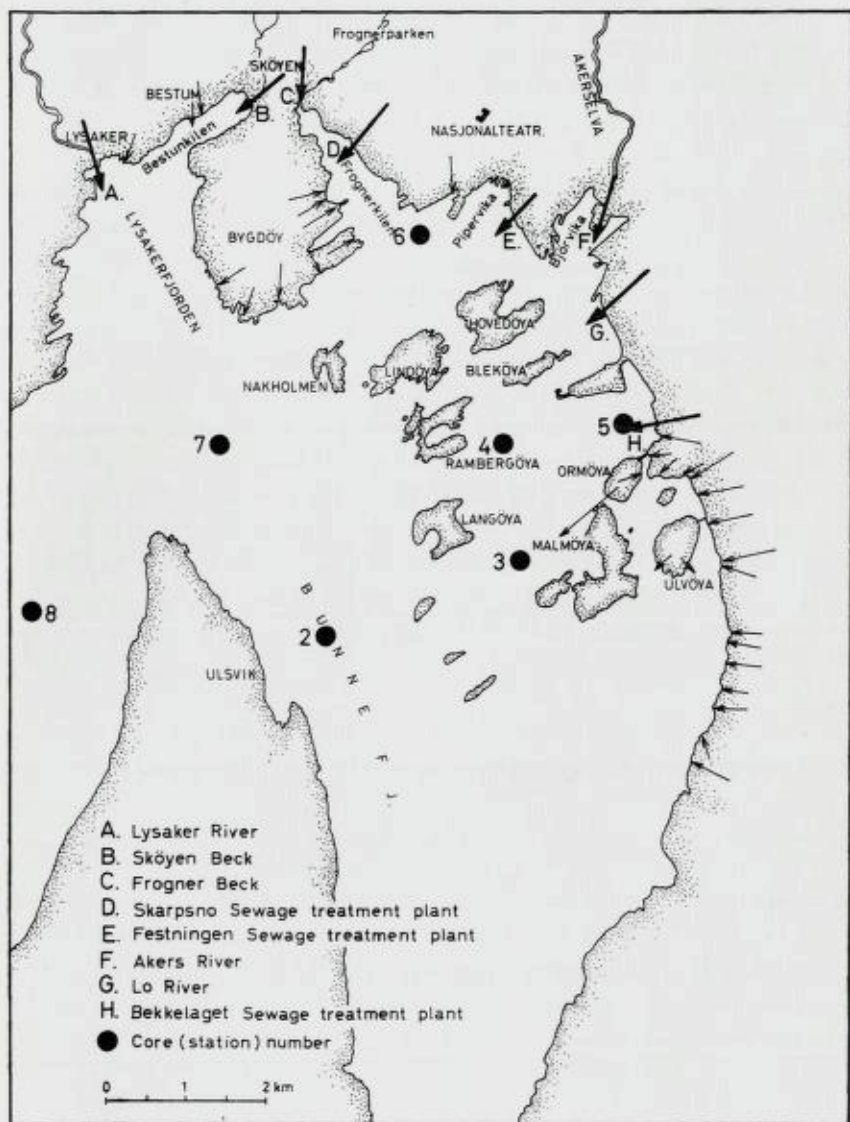 Frognerparken
SKÖYEN
BESTUM
B.
C.
AKERSELVA
LYSAKER
Bestunkilen
NASJONALTEATR.
D
Frognerkilen
A.
LYSAKERFJORDEN
BYGDÖY
6
Pipervika
E.
Bjorvika
F
HOVEDÖYA
G.
NAKHOLMEN
LINDÖYA
BLEKÖYA
5
H
7
4
RAMBERGÖYA
ORMÖYA
LANGÖYA
3
MALMÖYA
ULVÖYA
8
2
BUNNEFJ.
ULSVIK
A. Lysaker River
B. Sköyen Beck
C. Frogner Beck
D. Skarpsno Sewage treatment plant
E. Festningen Sewage treatment plant
F. Akers River
G. Lo River
H. Bekkelaget Sewage treatment plant
Core (station) number
0 1 2 km